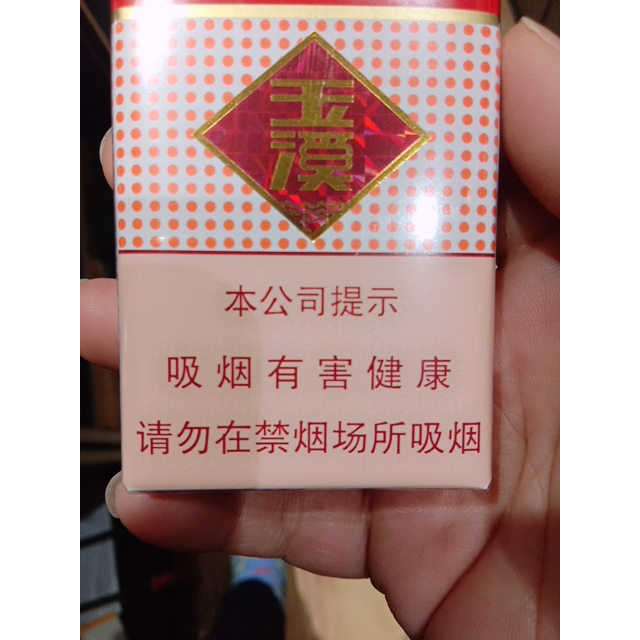 玉
溪
本公司提示
吸烟有害健康
请勿在禁烟场所吸烟